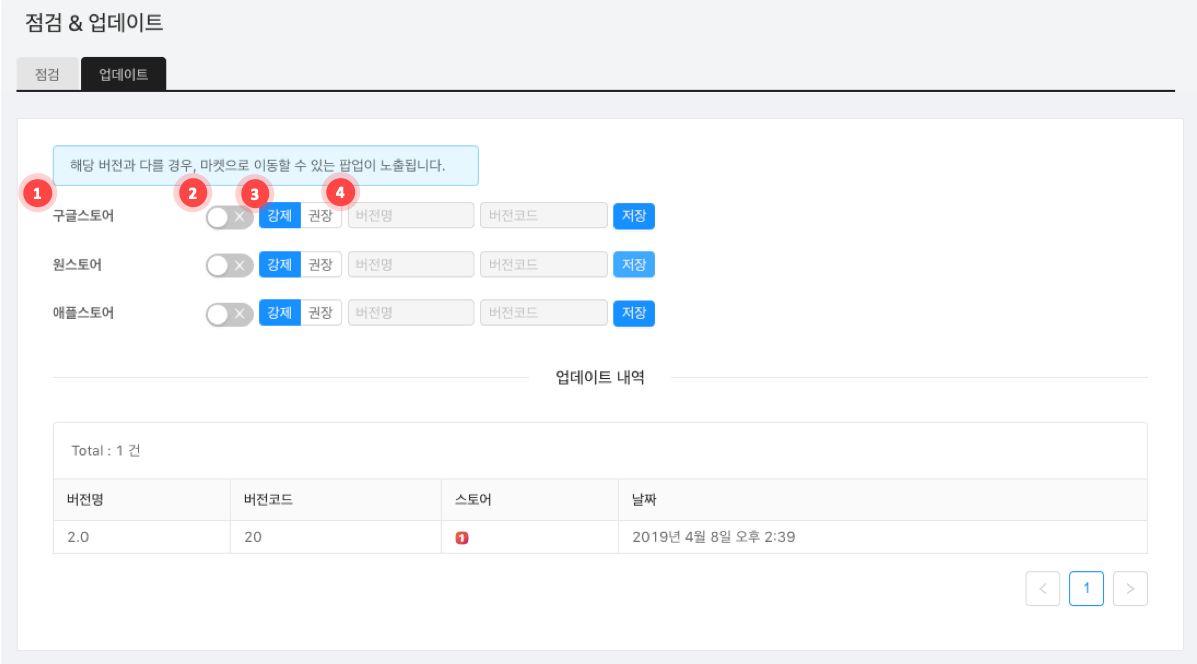 점검 & 업데이트
점검 업데이트
해당 버전과 다를 경우, 마켓으로 이동할 수 있는 팝업이 노출됩니다.
1 2 3 4
구글스토어 강제 권장 버전명 버전코드 저장
원스토어 강제 권장 버전명 버전코드 저장
애플스토어 강제 권장 버전명 버전코드 저장
업데이트 내역
Total : 1 건
버전명 버전코드 스토어 날짜
2.0 20 1 2019년 4월 8일 오후 2:39
< 1 >